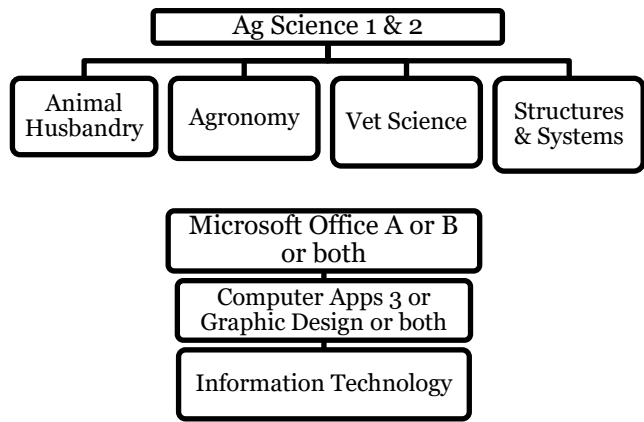 Ag Science 1 & 2
Animal
Husbandry
Agronomy
Vet Science
Structures
& Systems
Microsoft Office A or B
or both
Computer Apps 3 or
Graphic Design or both
Information Technology